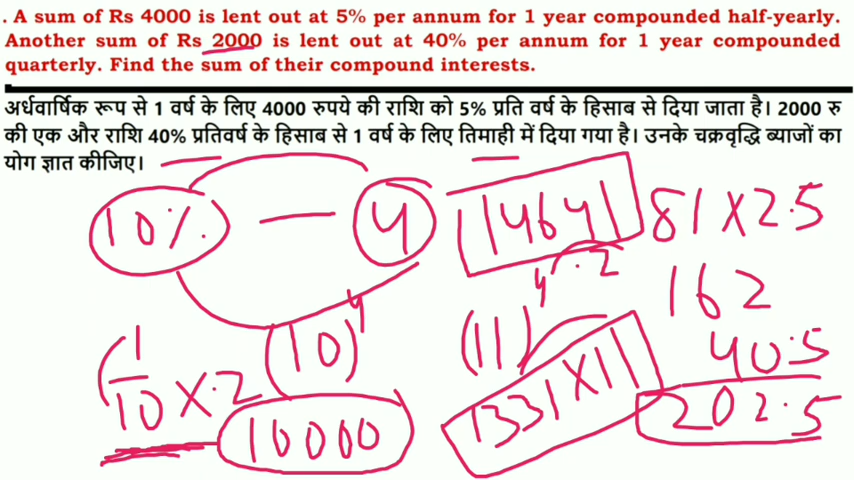 . A sum of Rs 4000 is lent out at 5% per annum for 1 year compounded half-yearly.
Another sum of Rs 2000 is lent out at 40% per annum for 1 year compounded
quarterly. Find the sum of their compound interests.
अर्धवार्षिक रूप से 1 वर्ष के लिए 4000 रुपये की राशि को 5% प्रति वर्ष के हिसाब से दिया जाता है। 2000 रु
की एक और राशि 40% प्रतिवर्ष के हिसाब से 1 वर्ष के लिए तिमाही में दिया गया है। उनके चक्रवृद्धि ब्याजों का
योग ज्ञात कीजिए।
10% — 4 14641 81 x 2.5
4 .2 162
(1/10 x .2 (10)^4 (11) 1331 x 11 40.5
10000 202.5